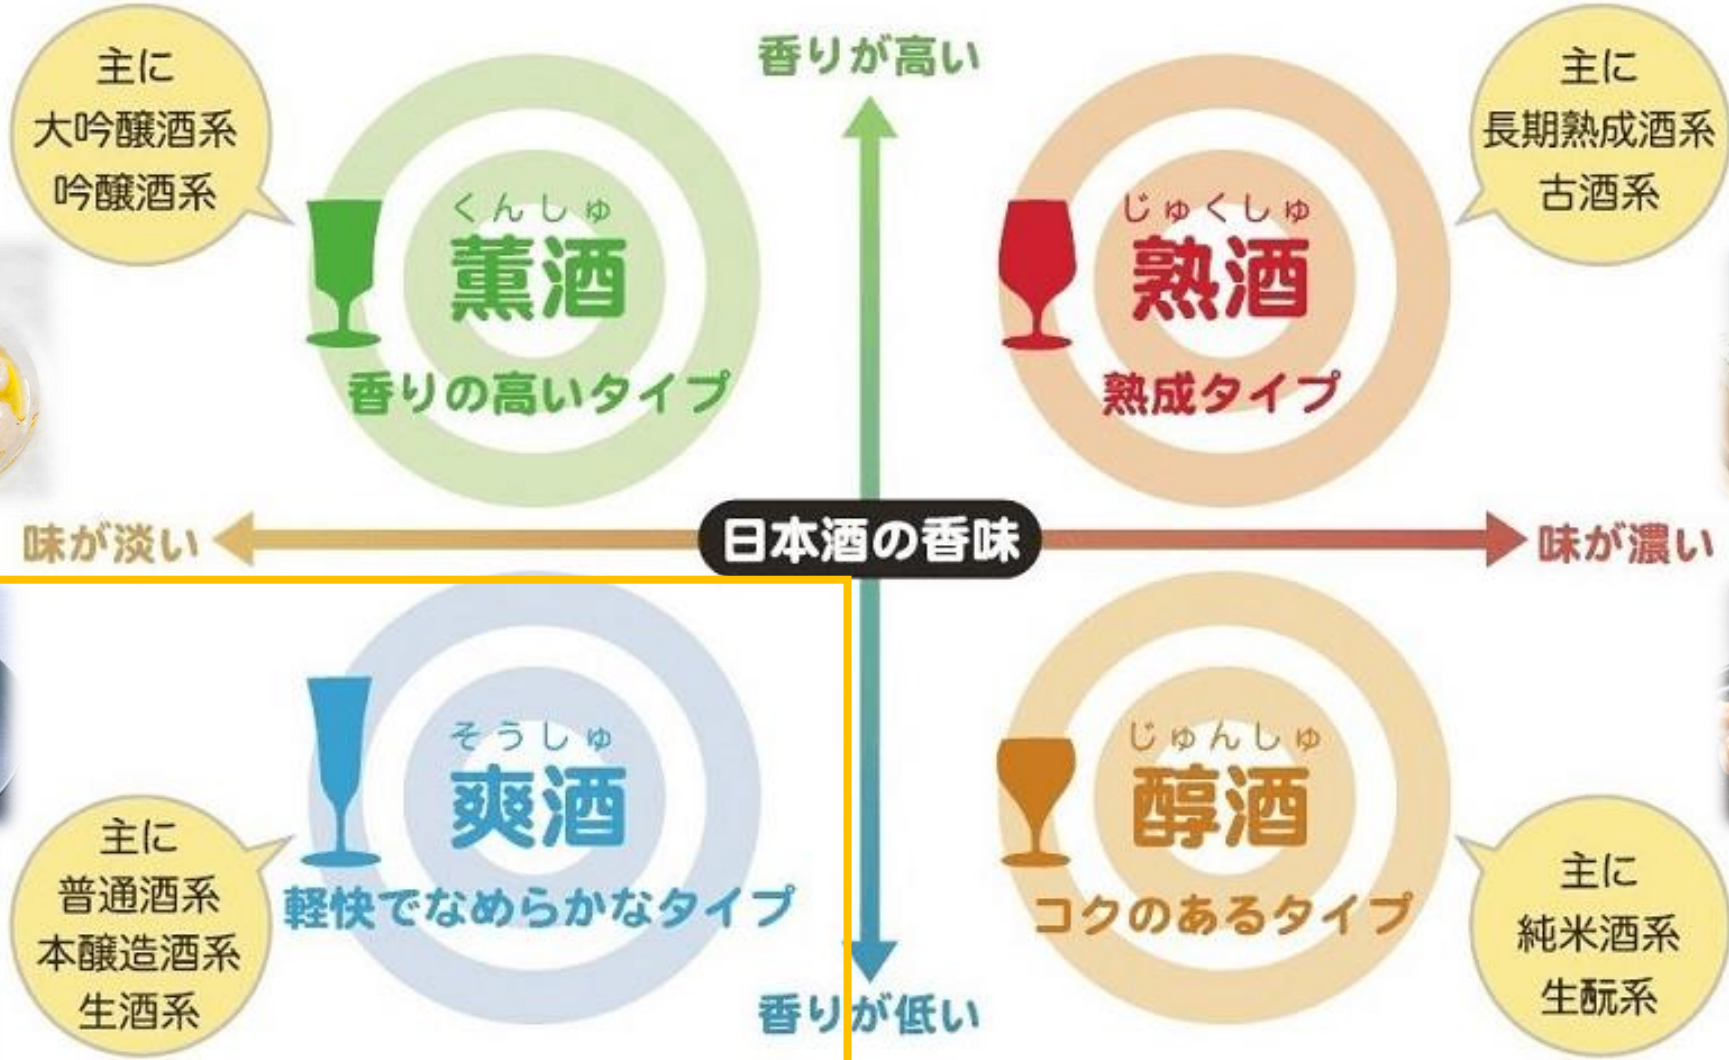 香りが高い
主に
大吟醸酒系
吟醸酒系
くんしゅ
薫酒
香りの高いタイプ
主に
長期熟成酒系
古酒系
じゅくしゅ
熟酒
熟成タイプ
味が淡い
日本酒の香味
味が濃い
そうしゅ
爽酒
軽快でなめらかなタイプ
主に
普通酒系
本醸造酒系
生酒系
じゅんしゅ
醇酒
コクのあるタイプ
主に
純米酒系
生酛系
香りが低い